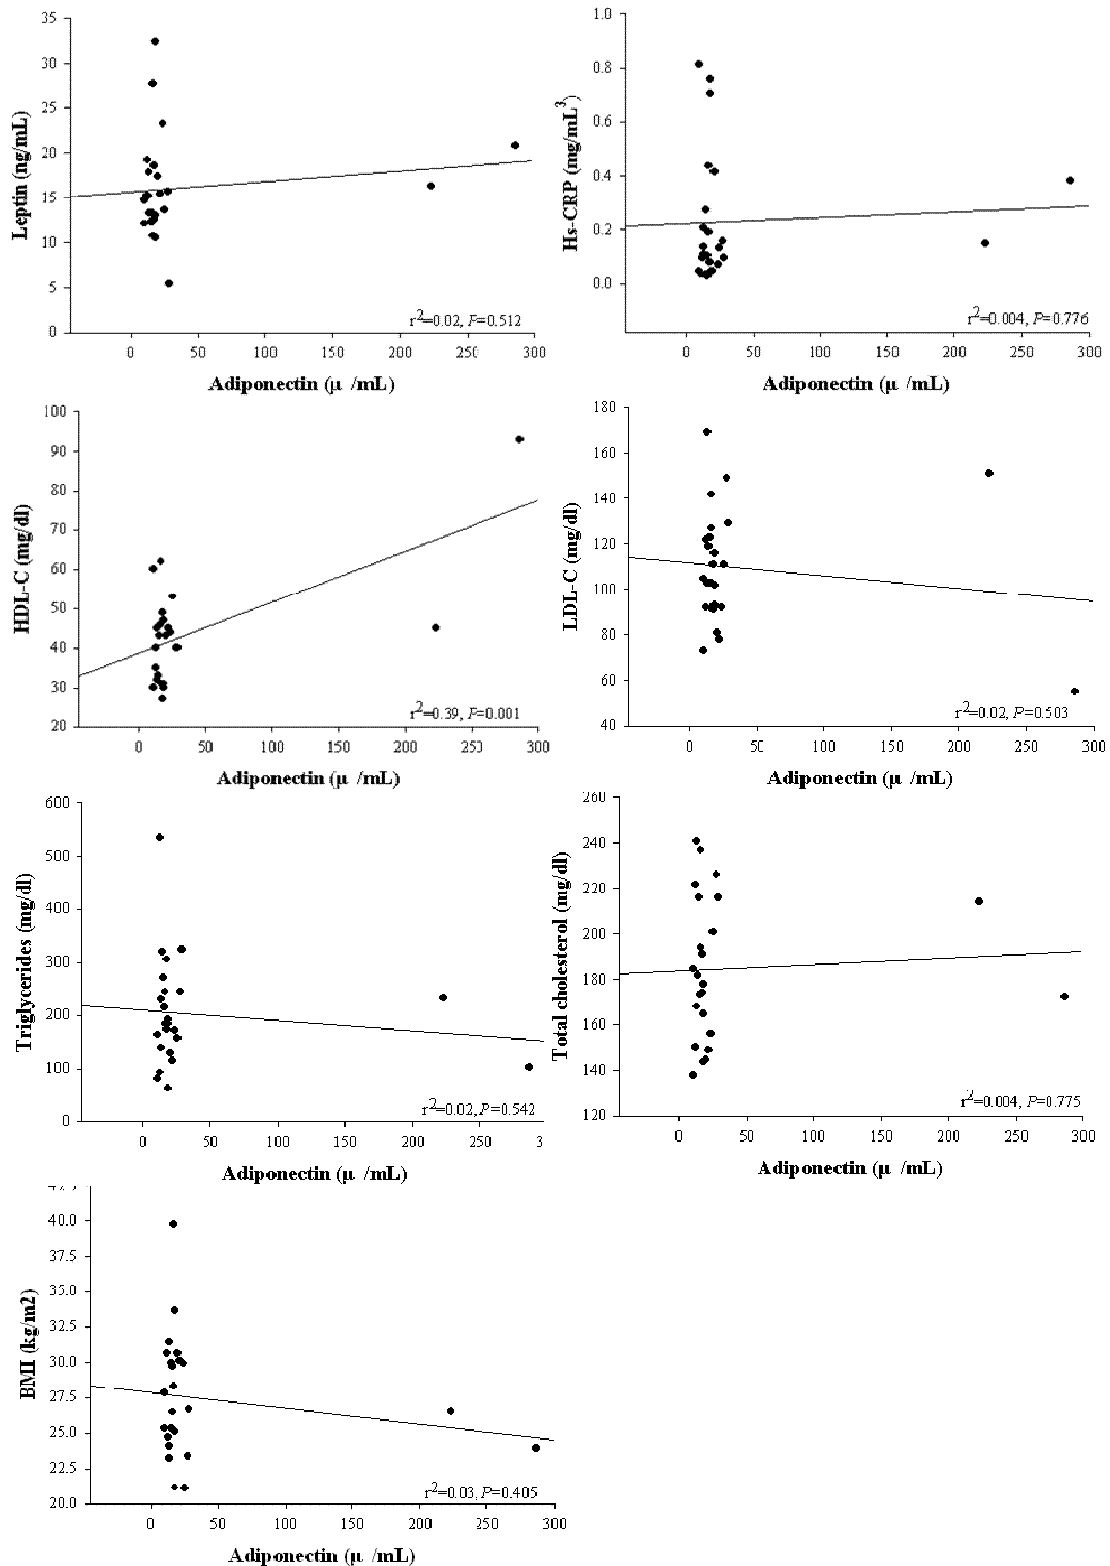 35
30
25
20
15
10
5
0
Leptin (ng/mL)
r2=0.02, P=0.512
0 50 100 150 200 250 300
Adiponectin (μ /mL)
1.0
0.8
0.6
0.4
0.2
0.0
Hs-CRP (mg/mL3)
r2=0.004, P=0.776
0 50 100 150 200 250 300
Adiponectin (μ /mL)
100
90
80
70
60
50
40
30
20
HDL-C (mg/dl)
r2=0.39, P=0.001
0 50 100 150 200 250 300
Adiponectin (μ /mL)
180
160
140
120
100
80
60
40
LDL-C (mg/dl)
r2=0.02, P=0.503
0 50 100 150 200 250 300
Adiponectin (μ /mL)
600
500
400
300
200
100
0
Triglycerides (mg/dl)
r2=0.02, P=0.542
0 50 100 150 200 250 3
Adiponectin (μ /mL)
260
240
220
200
180
160
140
120
Total cholesterol (mg/dl)
r2=0.004, P=0.775
0 50 100 150 200 250 300
Adiponectin (μ /mL)
40.0
37.5
35.0
32.5
30.0
27.5
25.0
22.5
20.0
BMI (kg/m2)
r2=0.03, P=0.405
0 50 100 150 200 250 300
Adiponectin (μ /mL)